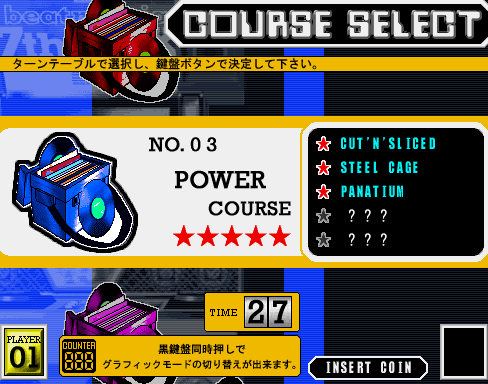 beatm
7th
COURSE SELECT
ターンテーブルで選択し、鍵盤ボタンで決定して下さい。
NO.03
POWER
COURSE
★★★★★
★ CUT'N'SLICED
★ STEEL CAGE
★ PANATIUM
★ ???
★ ???
TIME 27
PLAYER
01
COUNTER
000
黒鍵盤同時押しで
グラフィックモードの切り替えが出来ます。
INSERT COIN